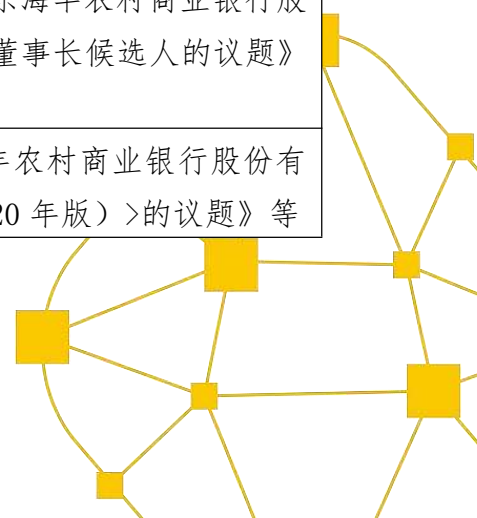 东海丰农村商业银行股
董事长候选人的议题》
农村商业银行股份有
20 年版）>的议题》等